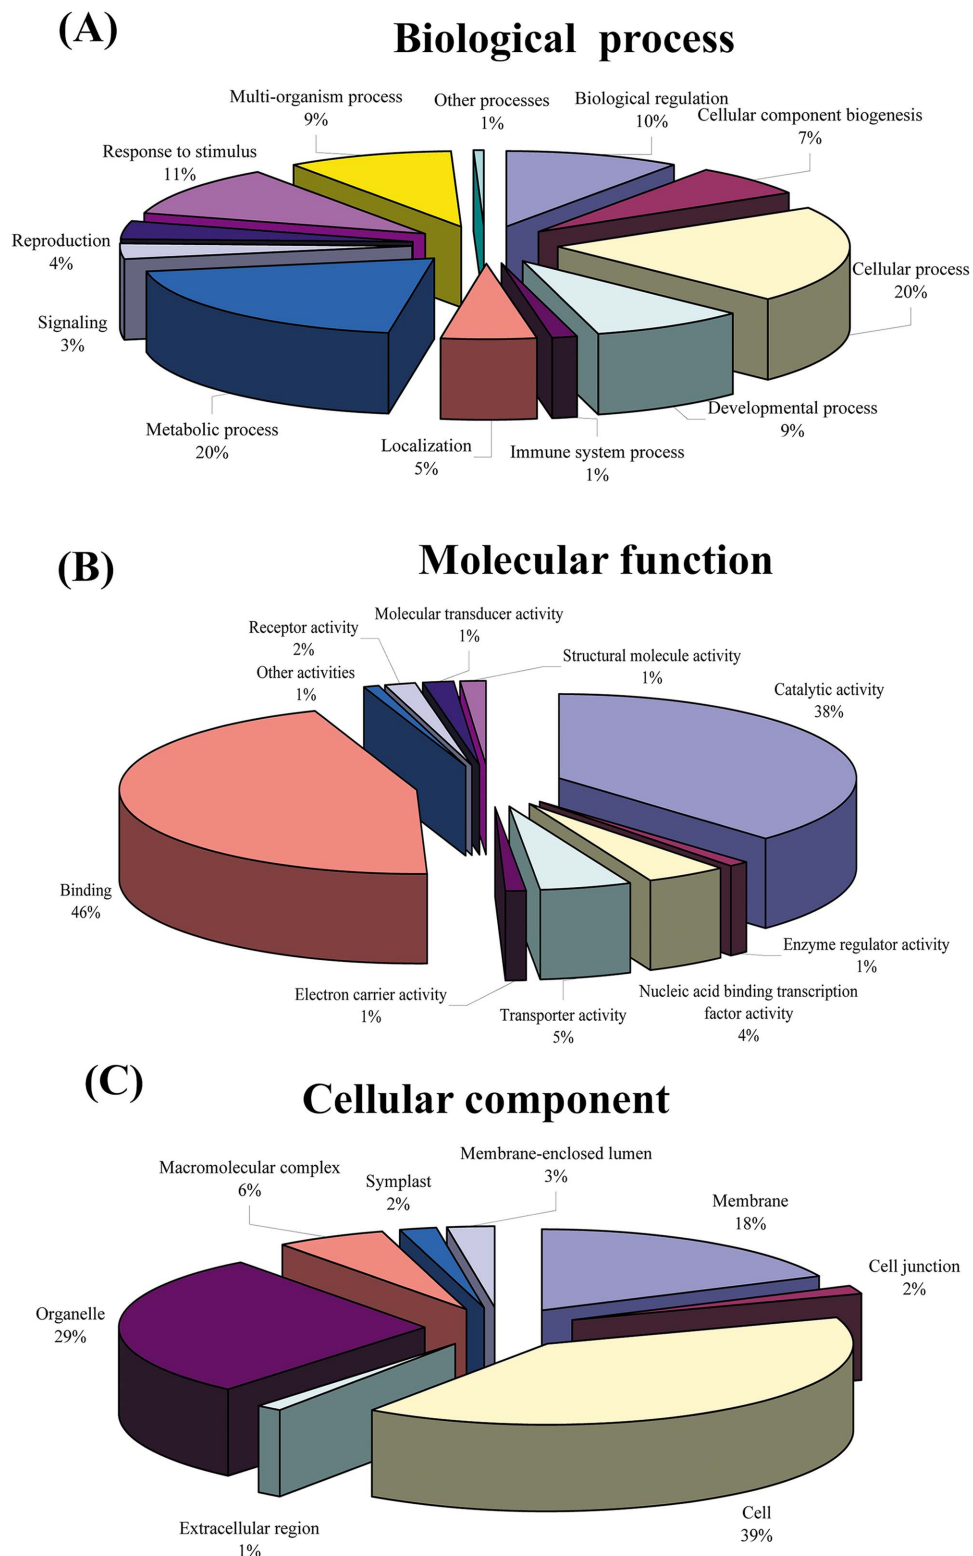 (A)
Biological process
Multi-organism process
9%
Other processes
1%
Biological regulation
10%
Cellular component biogenesis
7%
Response to stimulus
11%
Reproduction
4%
Cellular process
20%
Signaling
3%
Metabolic process
20%
Localization
5%
Immune system process
1%
Developmental process
9%
(B)
Molecular function
Molecular transducer activity
1%
Receptor activity
2%
Other activities
1%
Structural molecule activity
1%
Catalytic activity
38%
Binding
46%
Enzyme regulator activity
1%
Electron carrier activity
1%
Transporter activity
5%
Nucleic acid binding transcription
factor activity
4%
(C)
Cellular component
Macromolecular complex
6%
Symplast
2%
Membrane-enclosed lumen
3%
Membrane
18%
Cell junction
2%
Organelle
29%
Extracellular region
1%
Cell
39%